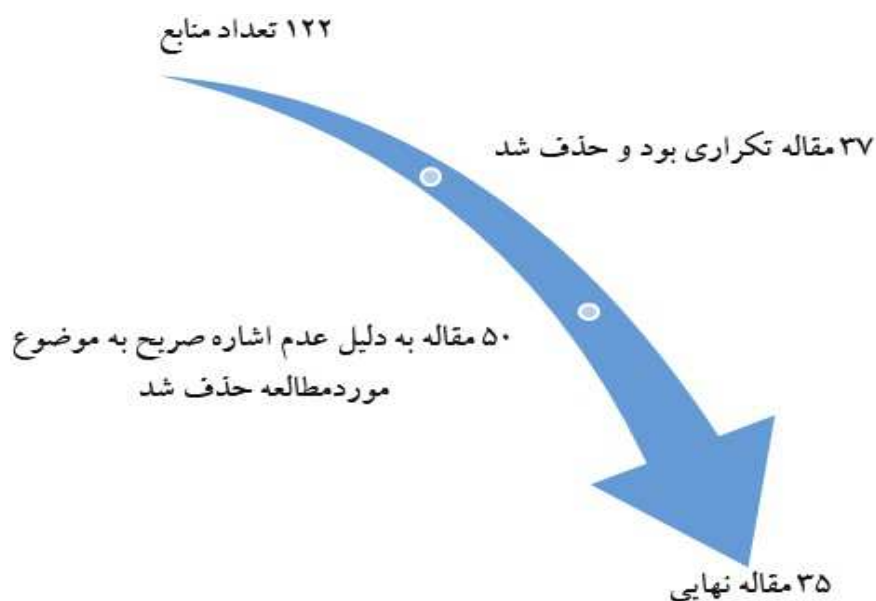 ۱۲۲ تعداد منابع
۳۷ مقاله تکراری بود و حذف شد
۵۰ مقاله به دلیل عدم اشاره صریح به موضوع
موردمطالعه حذف شد
۳۵ مقاله نهایی